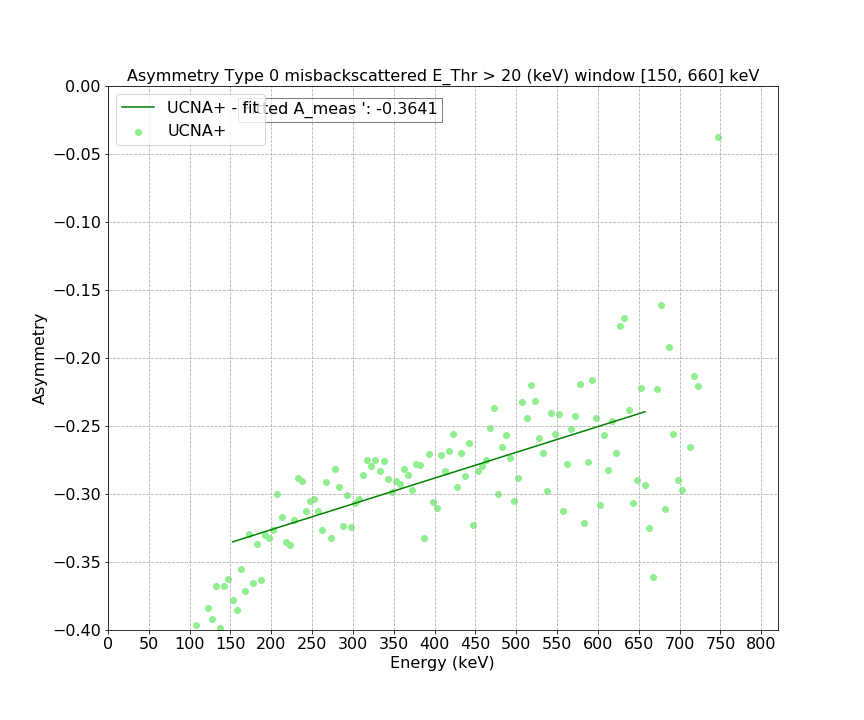 Asymmetry Type 0 misbackscattered E_Thr > 20 (keV) window [150, 660] keV
UCNA+ - fit
tted A_meas ': -0.3641
UCNA+
Asymmetry
0.00
−0.05
−0.10
−0.15
−0.20
−0.25
−0.30
−0.35
−0.40
0 50 100 150 200 250 300 350 400 450 500 550 600 650 700 750 800
Energy (keV)